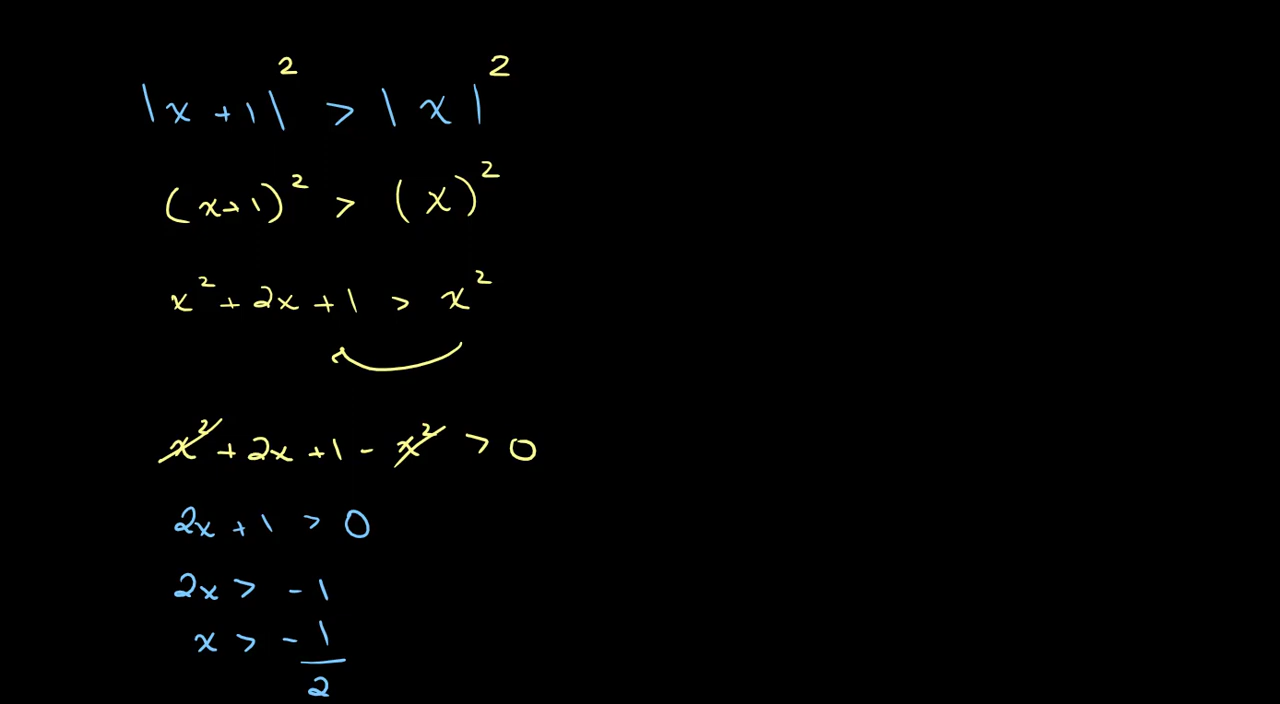 |x+1|² > |x|²
(x+1)² > (x)²
x² + 2x + 1 > x²
x² + 2x + 1 - x² > 0
2x + 1 > 0
2x > -1
x > -1/2